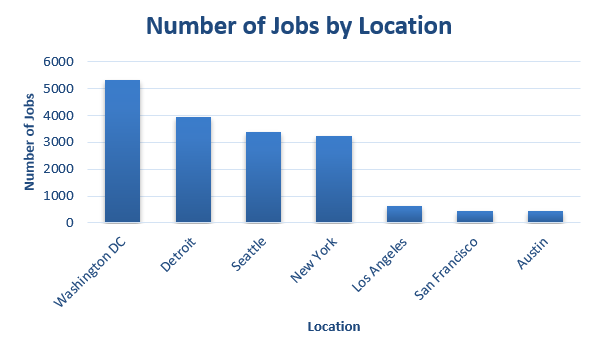 Number of Jobs by Location
Number of Jobs
6000
5000
4000
3000
2000
1000
0
Washington DC
Detroit
Seattle
New York
Los Angeles
San Francisco
Austin
Location